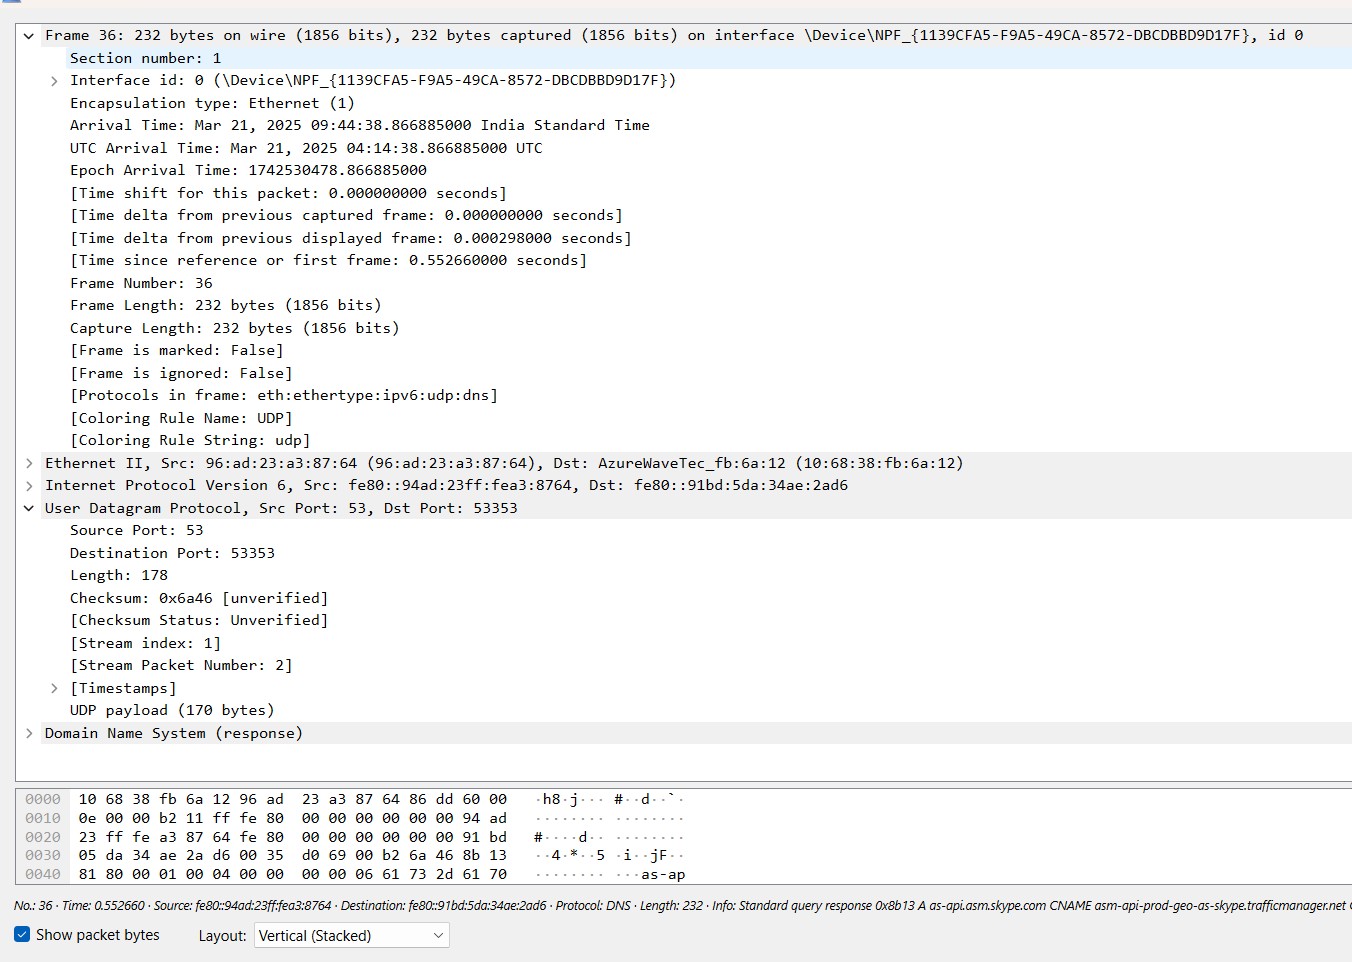 Frame 36: 232 bytes on wire (1856 bits), 232 bytes captured (1856 bits) on interface \Device\NPF_{1139CFA5-F9A5-49CA-8572-DBCDBBD9D17F}, id 0
Section number: 1
Interface id: 0 (\Device\NPF_{1139CFA5-F9A5-49CA-8572-DBCDBBD9D17F})
Encapsulation type: Ethernet (1)
Arrival Time: Mar 21, 2025 09:44:38.866885000 India Standard Time
UTC Arrival Time: Mar 21, 2025 04:14:38.866885000 UTC
Epoch Arrival Time: 1742530478.866885000
[Time shift for this packet: 0.000000000 seconds]
[Time delta from previous captured frame: 0.000000000 seconds]
[Time delta from previous displayed frame: 0.000298000 seconds]
[Time since reference or first frame: 0.552660000 seconds]
Frame Number: 36
Frame Length: 232 bytes (1856 bits)
Capture Length: 232 bytes (1856 bits)
[Frame is marked: False]
[Frame is ignored: False]
[Protocols in frame: eth:ethertype:ipv6:udp:dns]
[Coloring Rule Name: UDP]
[Coloring Rule String: udp]
Ethernet II, Src: 96:ad:23:a3:87:64 (96:ad:23:a3:87:64), Dst: AzureWaveTec_fb:6a:12 (10:68:38:fb:6a:12)
Internet Protocol Version 6, Src: fe80::94ad:23ff:fea3:8764, Dst: fe80::91bd:5da:34ae:2ad6
User Datagram Protocol, Src Port: 53, Dst Port: 53353
Source Port: 53
Destination Port: 53353
Length: 178
Checksum: 0x6a46 [unverified]
[Checksum Status: Unverified]
[Stream index: 1]
[Stream Packet Number: 2]
[Timestamps]
UDP payload (170 bytes)
Domain Name System (response)
0000 10 68 38 fb 6a 12 96 ad 23 a3 87 64 86 dd 60 00 ·h8·j··· #··d··`·
0010 0e 00 00 b2 11 ff fe 80 00 00 00 00 00 00 94 ad ········ ········
0020 23 ff fe a3 87 64 fe 80 00 00 00 00 00 00 91 bd #····d·· ········
0030 05 da 34 ae 2a d6 00 35 d0 69 00 b2 6a 46 8b 13 ··4·*··5 ·i··jF··
0040 81 80 00 01 00 04 00 00 00 00 06 61 73 2d 61 70 ········ ···as-ap
No.: 36 · Time: 0.552660 · Source: fe80::94ad:23ff:fea3:8764 · Destination: fe80::91bd:5da:34ae:2ad6 · Protocol: DNS · Length: 232 · Info: Standard query response 0x8b13 A as-api.asm.skype.com CNAME asm-api-prod-geo-as-skype.trafficmanager.net
Show packet bytes Layout: Vertical (Stacked)